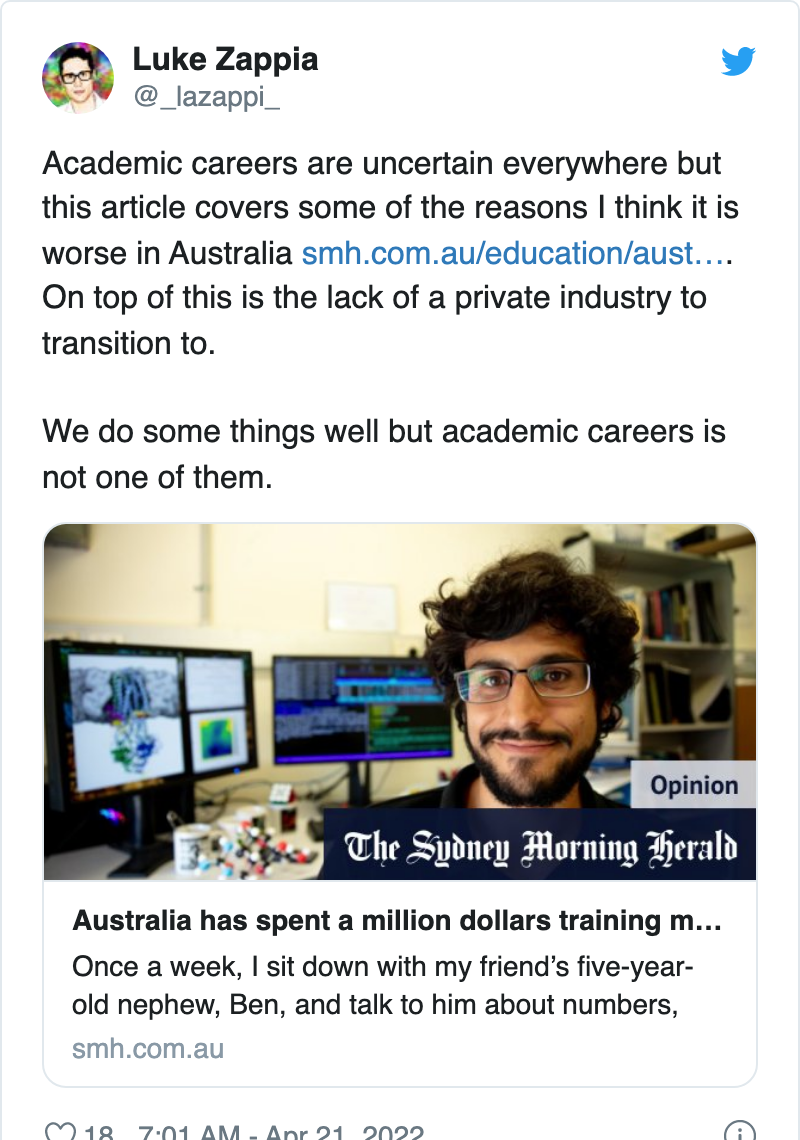 Luke Zappia
@_lazappi_
Academic careers are uncertain everywhere but
this article covers some of the reasons I think it is
worse in Australia smh.com.au/education/aust….
On top of this is the lack of a private industry to
transition to.
We do some things well but academic careers is
not one of them.
Opinion
The Sydney Morning Herald
Australia has spent a million dollars training m...
Once a week, I sit down with my friend’s five-year-
old nephew, Ben, and talk to him about numbers,
smh.com.au
18 7:01 AM - Apr 21, 2022